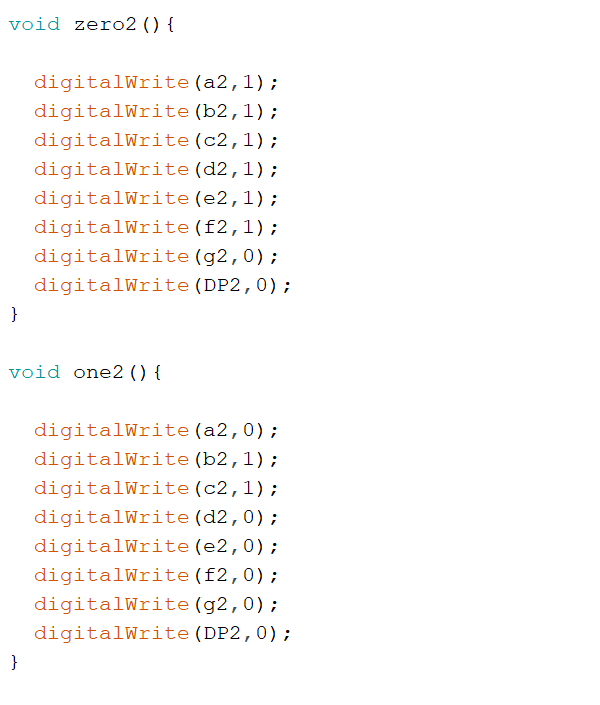 void zero2(){
digitalWrite(a2,1);
digitalWrite(b2,1);
digitalWrite(c2,1);
digitalWrite(d2,1);
digitalWrite(e2,1);
digitalWrite(f2,1);
digitalWrite(g2,0);
digitalWrite(DP2,0);
}
void one2(){
digitalWrite(a2,0);
digitalWrite(b2,1);
digitalWrite(c2,1);
digitalWrite(d2,0);
digitalWrite(e2,0);
digitalWrite(f2,0);
digitalWrite(g2,0);
digitalWrite(DP2,0);
}